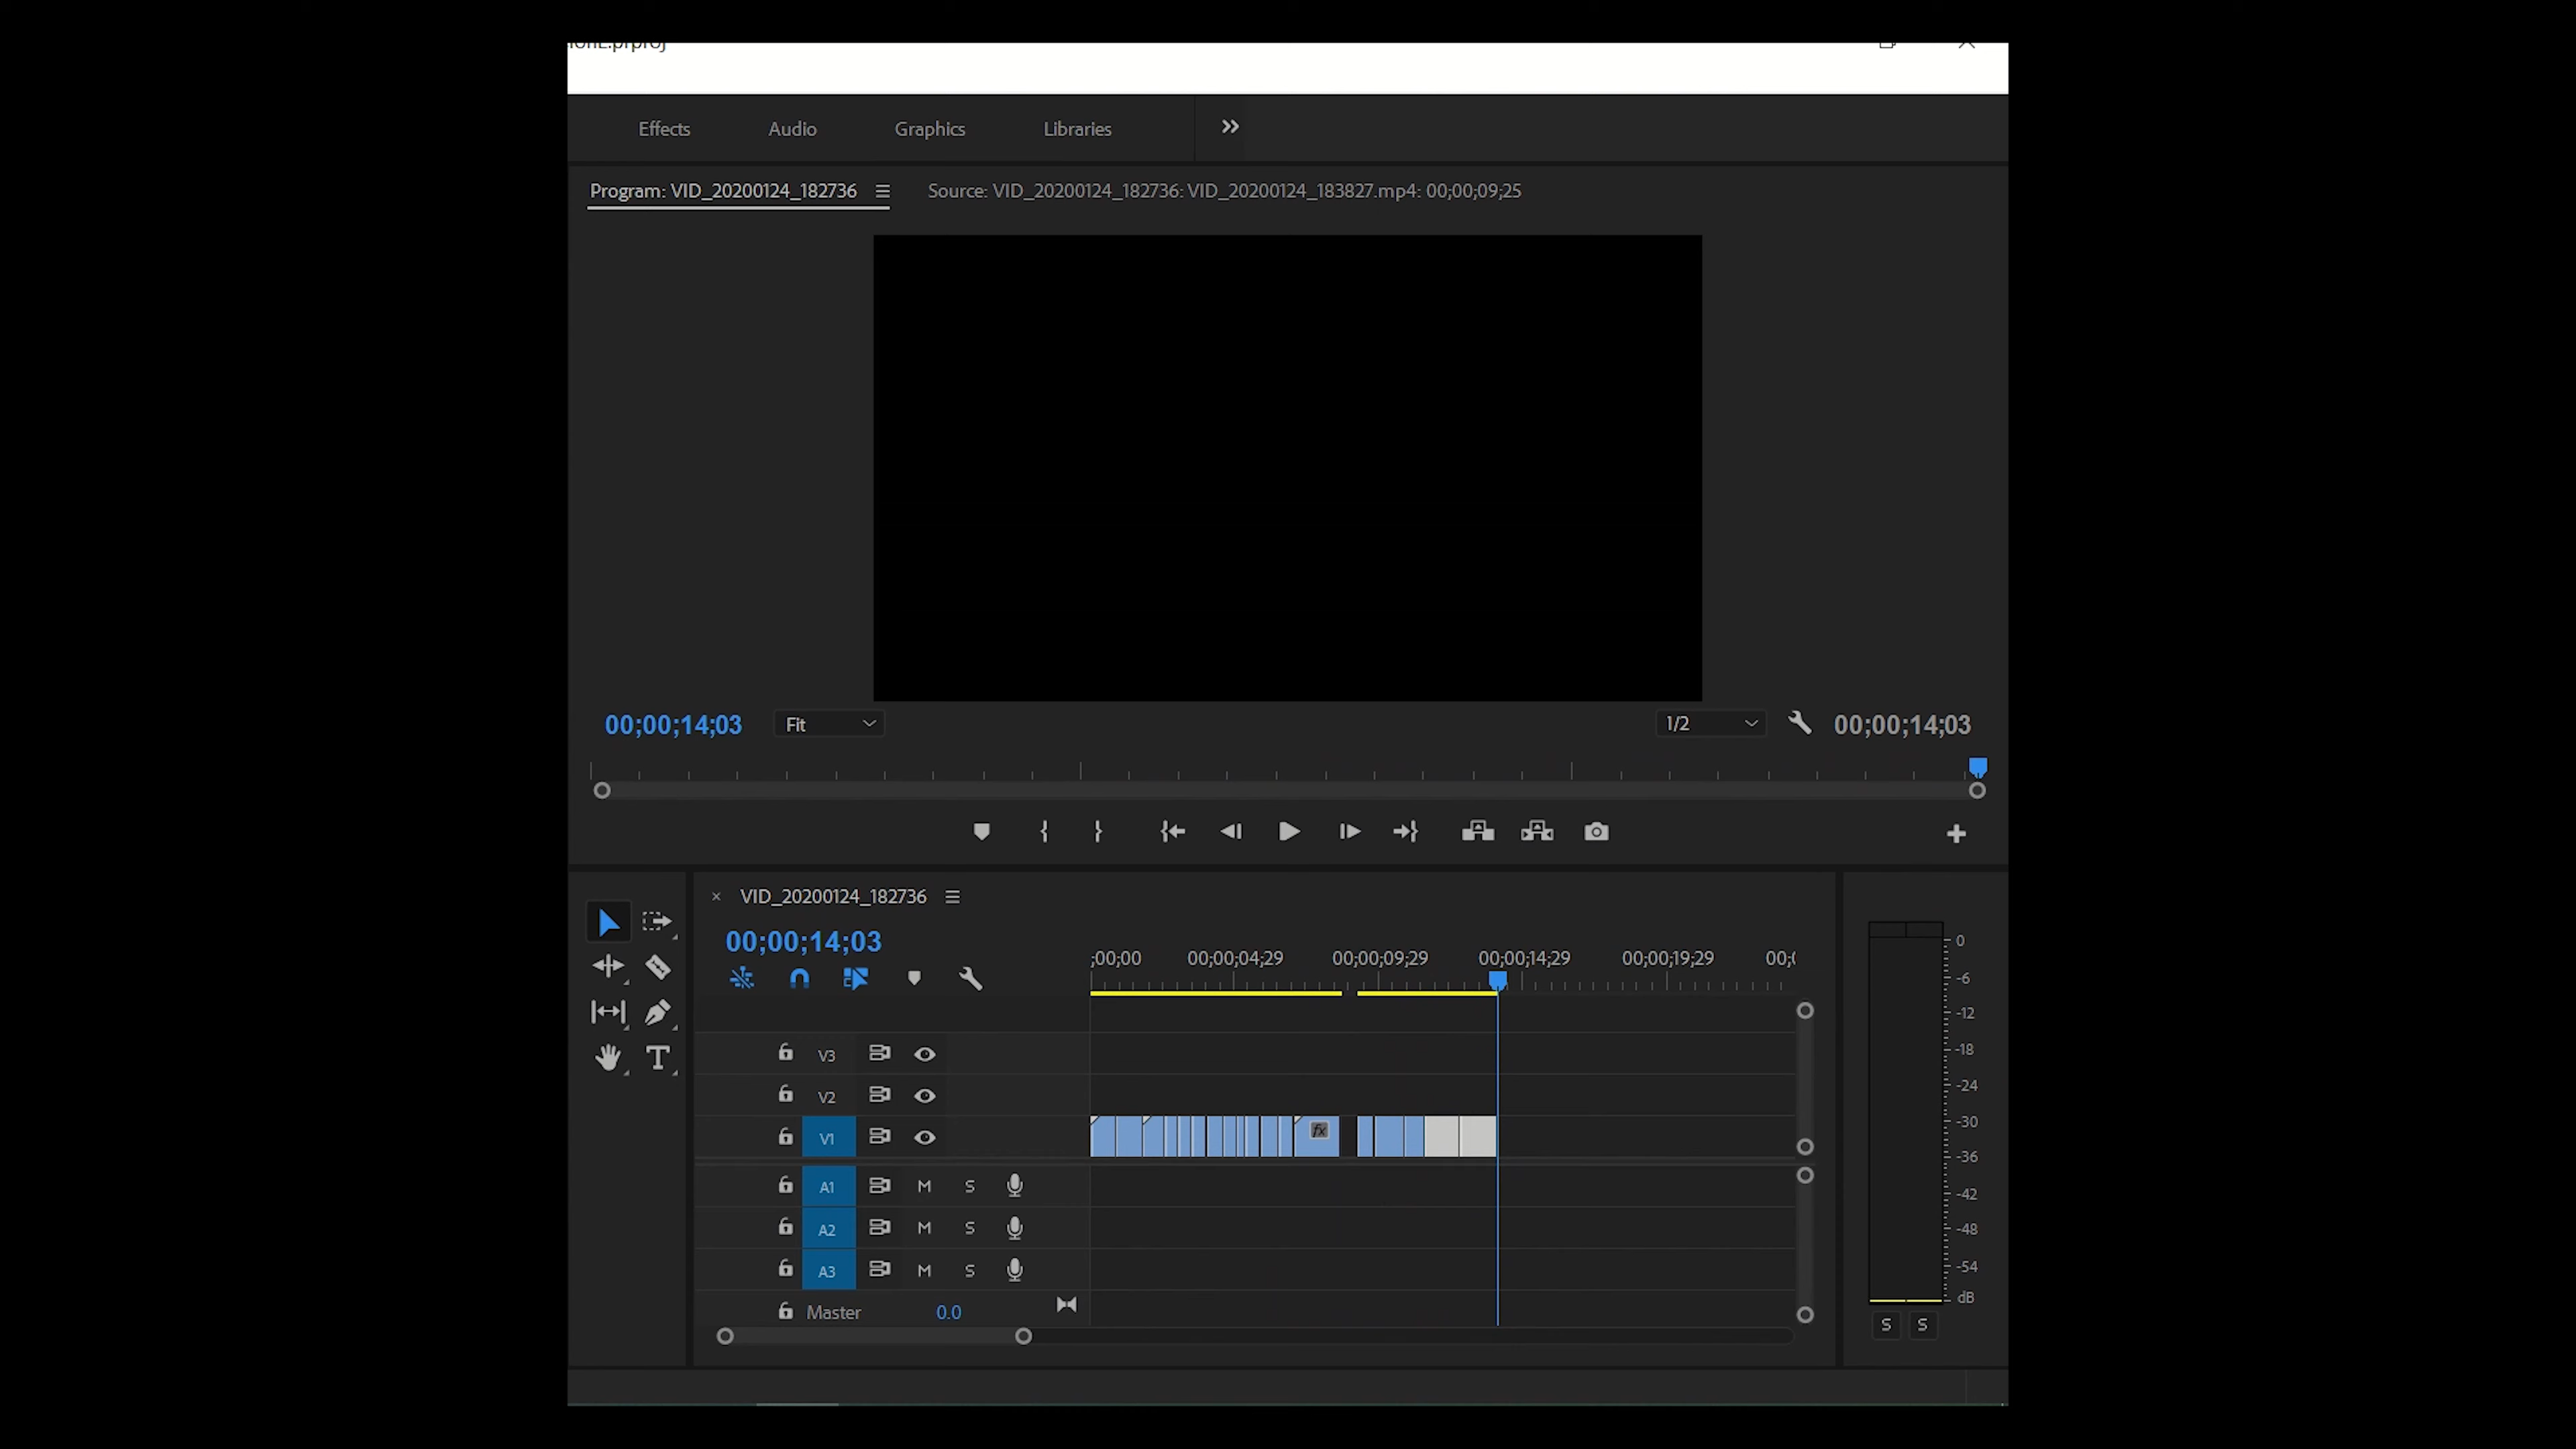 Effects Audio Graphics Libraries
Program: VID_20200124_182736 Source: VID_20200124_182736: VID_20200124_183827.mp4: 00;00;09;25
00;00;14;03 Fit 1/2 00;00;14;03
VID_20200124_182736
00;00;14;03
;00;00 00;00;04;29 00;00;09;29 00;00;14;29 00;00;19;29 00;
V3
V2
V1 fx
A1 M S
A2 M S
A3 M S
Master 0.0
0
-6
-12
-18
-24
-30
-36
-42
-48
-54
dB
S S